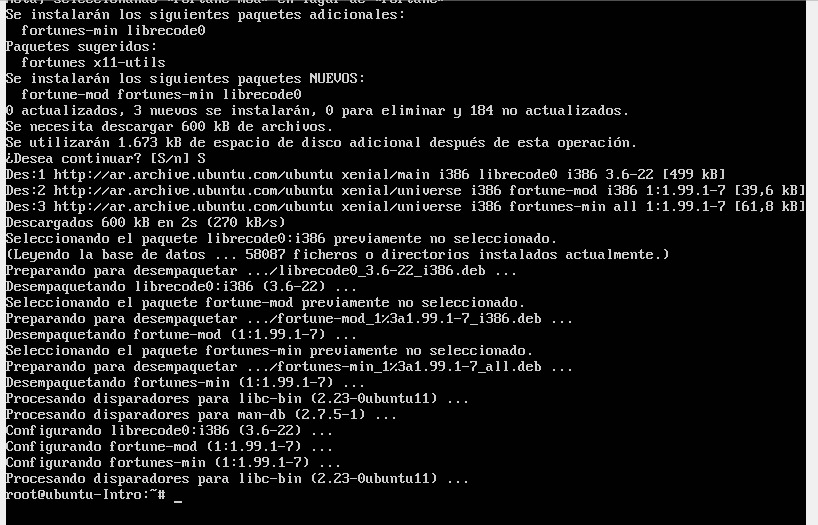 Nota, seleccionando «fortune-mod» en lugar de «fortune»
Se instalarán los siguientes paquetes adicionales:
fortunes-min librecode0
Paquetes sugeridos:
fortunes x11-utils
Se instalarán los siguientes paquetes NUEVOS:
fortune-mod fortunes-min librecode0
0 actualizados, 3 nuevos se instalarán, 0 para eliminar y 184 no actualizados.
Se necesita descargar 600 kB de archivos.
Se utilizarán 1.673 kB de espacio de disco adicional después de esta operación.
¿Desea continuar? [S/n] S
Des:1 http://ar.archive.ubuntu.com/ubuntu xenial/main i386 librecode0 i386 3.6-22 [499 kB]
Des:2 http://ar.archive.ubuntu.com/ubuntu xenial/universe i386 fortune-mod i386 1:1.99.1-7 [39,6 kB]
Des:3 http://ar.archive.ubuntu.com/ubuntu xenial/universe i386 fortunes-min all 1:1.99.1-7 [61,8 kB]
Descargados 600 kB en 2s (270 kB/s)
Seleccionando el paquete librecode0:i386 previamente no seleccionado.
(Leyendo la base de datos ... 58087 ficheros o directorios instalados actualmente.)
Preparando para desempaquetar .../librecode0_3.6-22_i386.deb ...
Desempaquetando librecode0:i386 (3.6-22) ...
Seleccionando el paquete fortune-mod previamente no seleccionado.
Preparando para desempaquetar .../fortune-mod_1%3a1.99.1-7_i386.deb ...
Desempaquetando fortune-mod (1:1.99.1-7) ...
Seleccionando el paquete fortunes-min previamente no seleccionado.
Preparando para desempaquetar .../fortunes-min_1%3a1.99.1-7_all.deb ...
Desempaquetando fortunes-min (1:1.99.1-7) ...
Procesando disparadores para libc-bin (2.23-0ubuntu11) ...
Procesando disparadores para man-db (2.7.5-1) ...
Configurando librecode0:i386 (3.6-22) ...
Configurando fortune-mod (1:1.99.1-7) ...
Configurando fortunes-min (1:1.99.1-7) ...
Procesando disparadores para libc-bin (2.23-0ubuntu11) ...
root@ubuntu-Intro:~# _